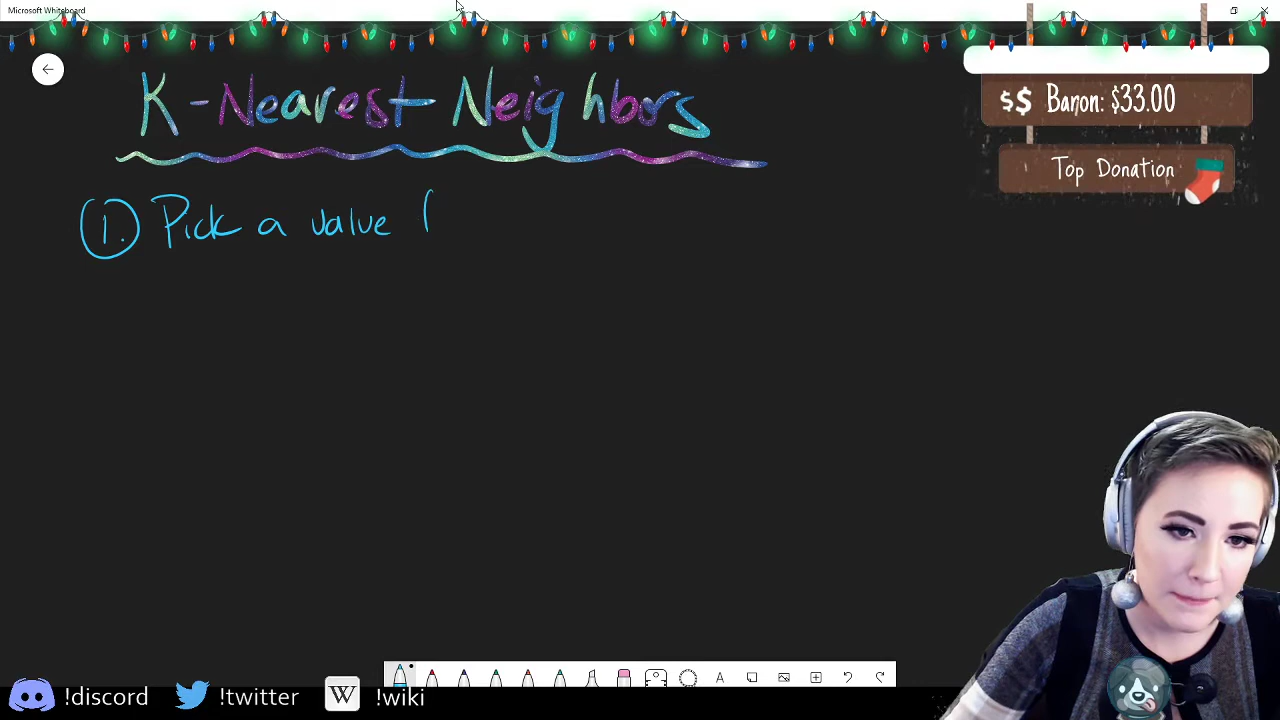 Microsoft Whiteboard
K-Nearest Neighbors
$$ Banon: $33.00
Top Donation
1. Pick a value
A
!discord
!twitter
W !wiki